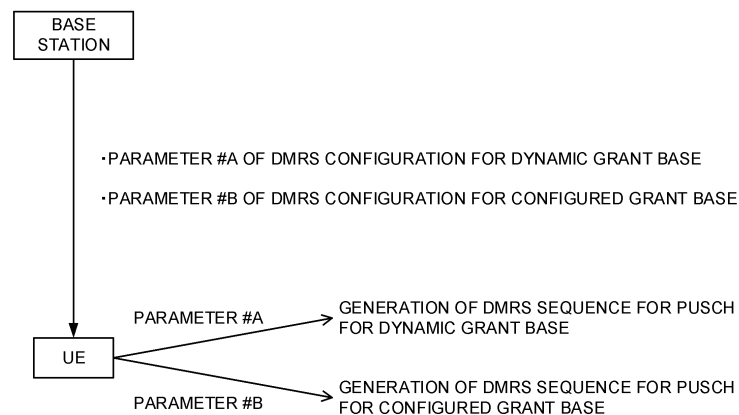 BASE
STATION
・PARAMETER #A OF DMRS CONFIGURATION FOR DYNAMIC GRANT BASE
・PARAMETER #B OF DMRS CONFIGURATION FOR CONFIGURED GRANT BASE
PARAMETER #A
GENERATION OF DMRS SEQUENCE FOR PUSCH
FOR DYNAMIC GRANT BASE
UE
PARAMETER #B
GENERATION OF DMRS SEQUENCE FOR PUSCH
FOR CONFIGURED GRANT BASE